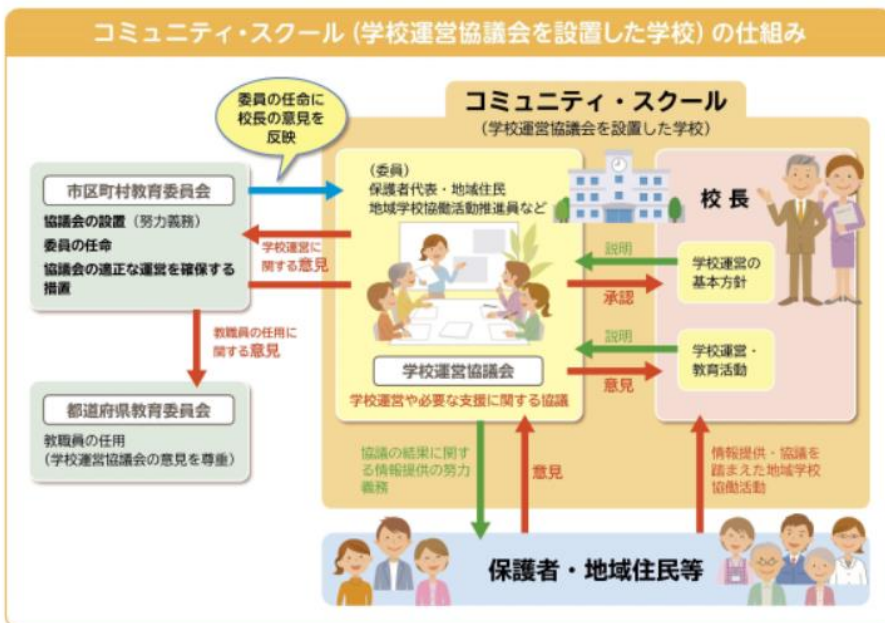 コミュニティ・スクール(学校運営協議会を設置した学校)の仕組み
委員の任命に
校長の意見を
反映
コミュニティ・スクール
(学校運営協議会を設置した学校)
市区町村教育委員会
協議会の設置(努力義務)
委員の任命
協議会の適正な運営を確保する
措置
学校運営に
関する意見
(委員)
保護者代表・地域住民
地域学校協働活動推進員など
校長
説明
承認
学校運営の
基本方針
説明
意見
学校運営・
教育活動
学校運営協議会
学校運営や必要な支援に関する協議
教職員の任用に
関する意見
都道府県教育委員会
教職員の任用
(学校運営協議会の意見を尊重)
協議の結果に関す
る情報提供の努力
義務
意見
情報提供・協議を
踏まえた地域学校
協働活動
保護者・地域住民等